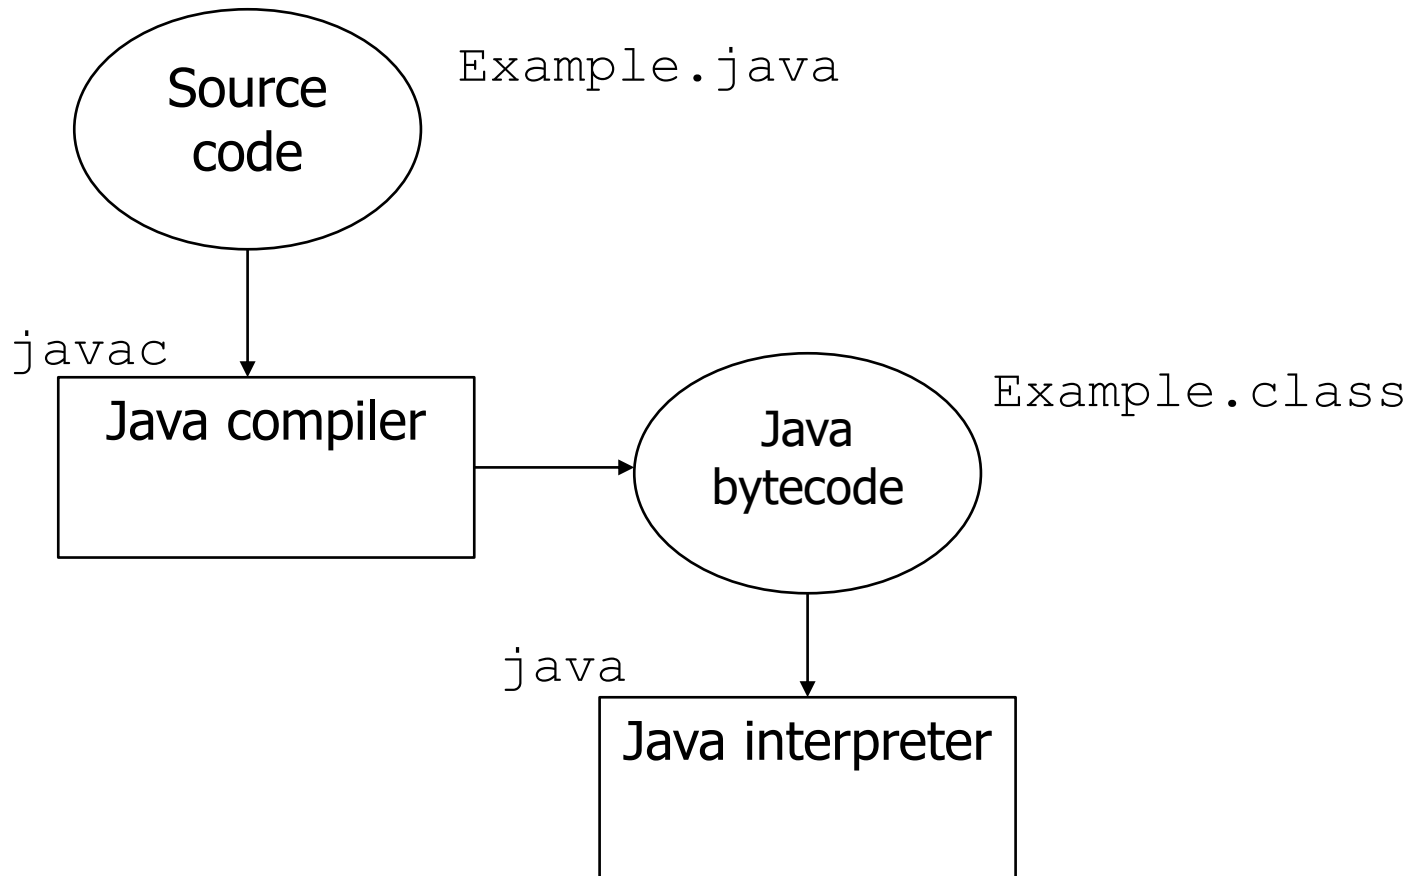 Source
code
Example.java
javac
Java compiler
Java
bytecode
Example.class
java
Java interpreter